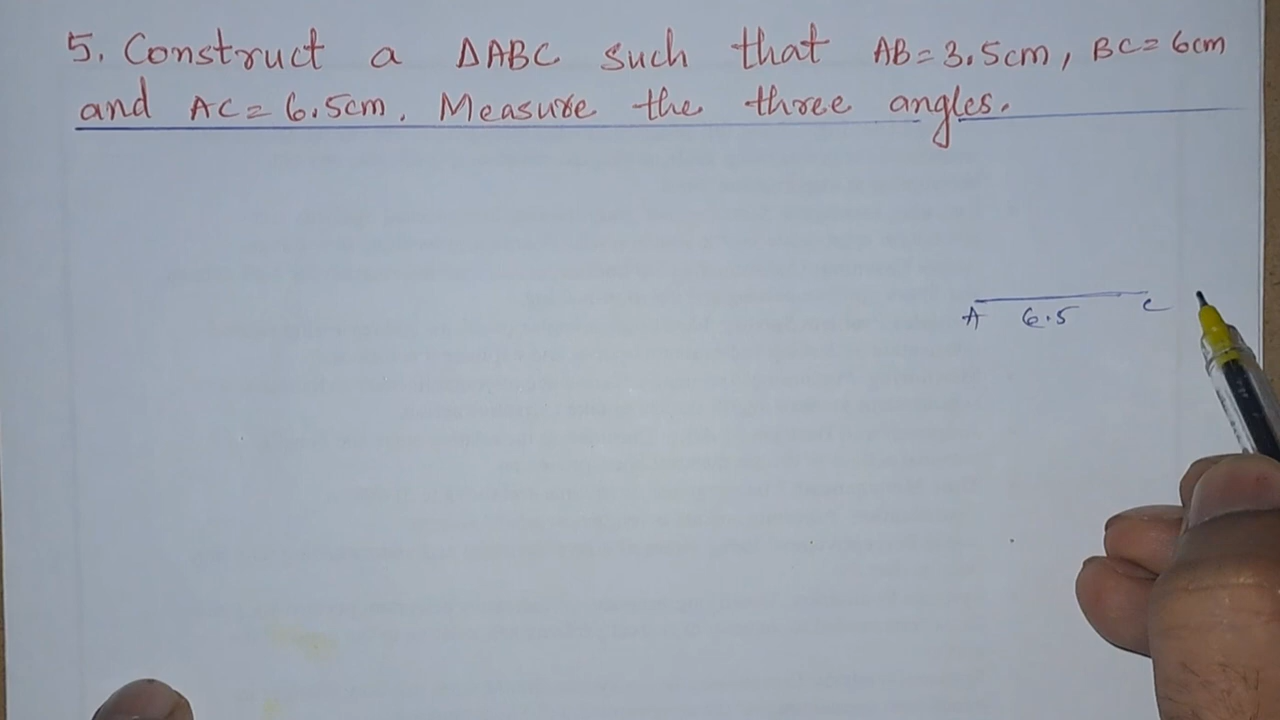 5. Construct a ΔABC such that AB = 3.5cm, BC = 6cm
and AC = 6.5cm. Measure the three angles.
A 6.5 C